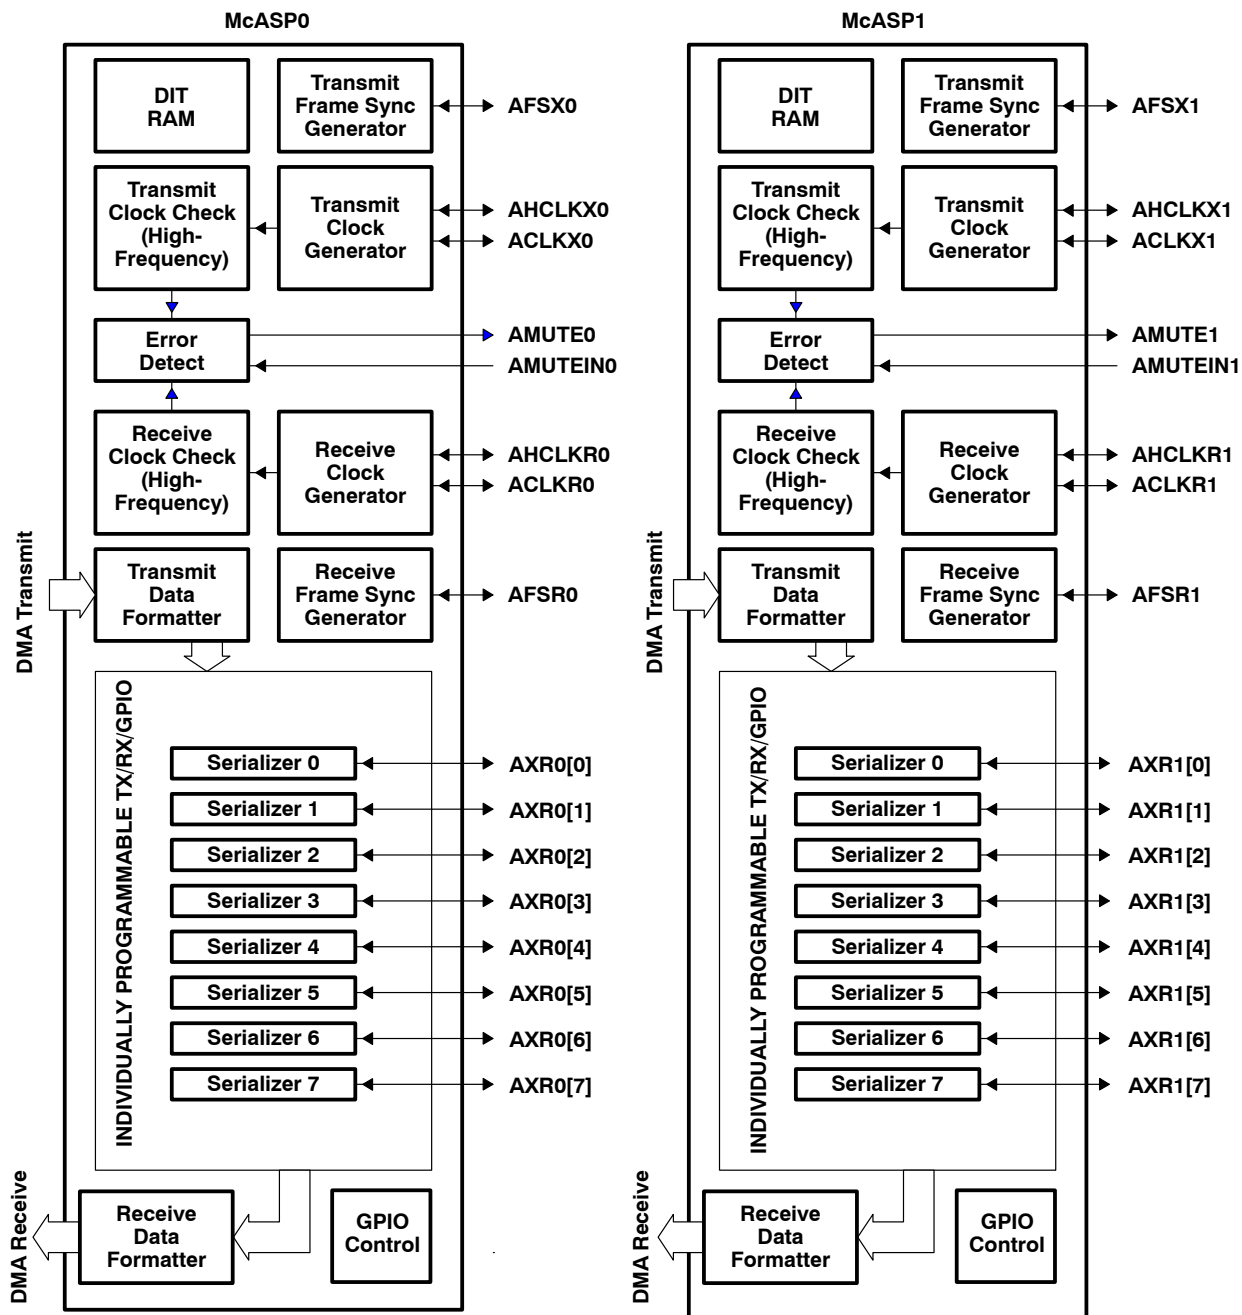 McASP0
DIT
RAM
Transmit
Frame Sync
Generator
AFSX0
Transmit
Clock Check
(High-
Frequency)
Transmit
Clock
Generator
AHCLKX0
ACLKX0
Error
Detect
AMUTE0
AMUTEIN0
Receive
Clock Check
(High-
Frequency)
Receive
Clock
Generator
AHCLKR0
ACLKR0
DMA Transmit
Transmit
Data
Formatter
Receive
Frame Sync
Generator
AFSR0
INDIVIDUALLY PROGRAMMABLE TX/RX/GPIO
Serializer 0
AXR0[0]
Serializer 1
AXR0[1]
Serializer 2
AXR0[2]
Serializer 3
AXR0[3]
Serializer 4
AXR0[4]
Serializer 5
AXR0[5]
Serializer 6
AXR0[6]
Serializer 7
AXR0[7]
DMA Receive
Receive
Data
Formatter
GPIO
Control
McASP1
DIT
RAM
Transmit
Frame Sync
Generator
AFSX1
Transmit
Clock Check
(High-
Frequency)
Transmit
Clock
Generator
AHCLKX1
ACLKX1
Error
Detect
AMUTE1
AMUTEIN1
Receive
Clock Check
(High-
Frequency)
Receive
Clock
Generator
AHCLKR1
ACLKR1
DMA Transmit
Transmit
Data
Formatter
Receive
Frame Sync
Generator
AFSR1
INDIVIDUALLY PROGRAMMABLE TX/RX/GPIO
Serializer 0
AXR1[0]
Serializer 1
AXR1[1]
Serializer 2
AXR1[2]
Serializer 3
AXR1[3]
Serializer 4
AXR1[4]
Serializer 5
AXR1[5]
Serializer 6
AXR1[6]
Serializer 7
AXR1[7]
DMA Receive
Receive
Data
Formatter
GPIO
Control